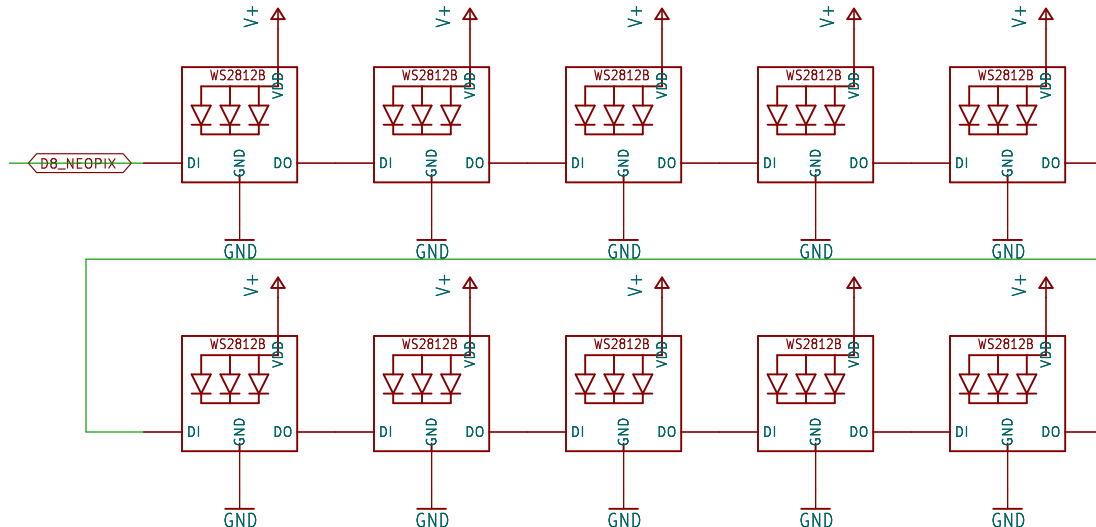 V+ V+ V+ V+ V+
WS2812B WS2812B WS2812B WS2812B WS2812B
VDD VDD VDD VDD VDD
D8_NEOPIX DI GND DO DI GND DO DI GND DO DI GND DO DI GND DO
GND GND GND GND GND
V+ V+ V+ V+
WS2812B WS2812B WS2812B WS2812B WS2812B
VDD VDD VDD VDD VDD
DI GND DO DI GND DO DI GND DO DI GND DO DI GND DO
GND GND GND GND GND